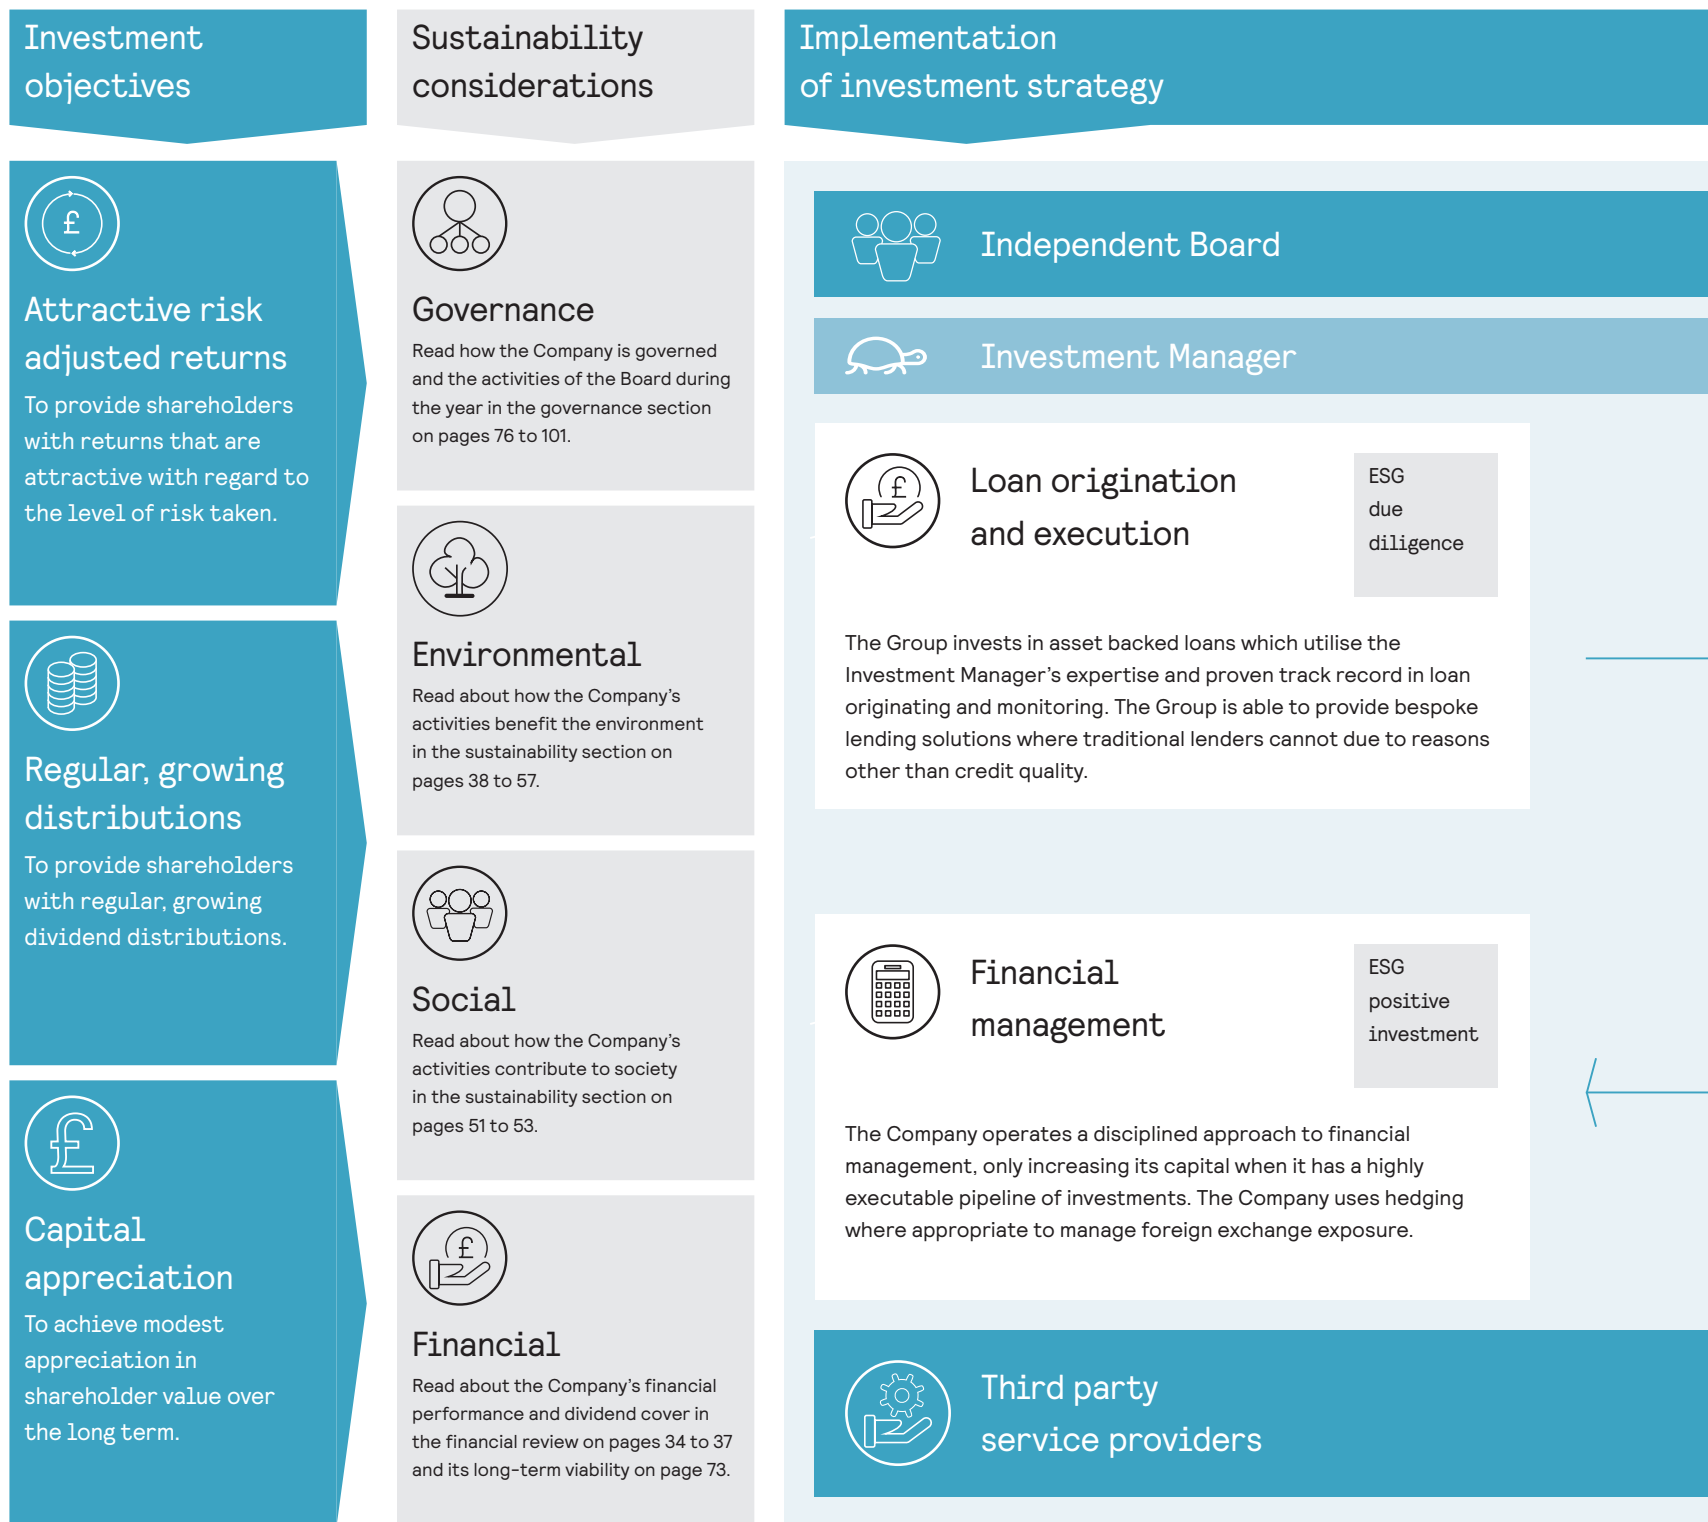 Investment
objectives
Attractive risk
adjusted returns
To provide shareholders
with returns that are
attractive with regard to
the level of risk taken.
Regular, growing
distributions
To provide shareholders
with regular, growing
dividend distributions.
Capital
appreciation
To achieve modest
appreciation in
shareholder value over
the long term.
Sustainability
considerations
Governance
Read how the Company is governed
and the activities of the Board during
the year in the governance section
on pages 76 to 101.
Environmental
Read about how the Company's
activities benefit the environment
in the sustainability section on
pages 38 to 57.
Social
Read about how the Company's
activities contribute to society
in the sustainability section on
pages 51 to 53.
Financial
Read about the Company's financial
performance and dividend cover in
the financial review on pages 34 to 37
and its long-term viability on page 73.
Implementation
of investment strategy
Independent Board
Investment Manager
Loan origination
and execution
ESG
due
diligence
The Group invests in asset backed loans which utilise the
Investment Manager's expertise and proven track record in loan
originating and monitoring. The Group is able to provide bespoke
lending solutions where traditional lenders cannot due to reasons
other than credit quality.
Financial
management
ESG
positive
investment
The Company operates a disciplined approach to financial
management, only increasing its capital when it has a highly
executable pipeline of investments. The Company uses hedging
where appropriate to manage foreign exchange exposure.
Third party
service providers